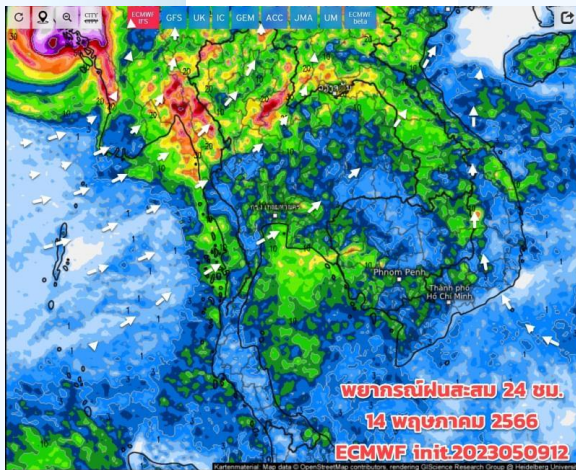 CITY
ECMWF IFS
GFS
UK
IC
GEM
ACC
JMA
UM
ECMWF beta
กรุงเทพมหานคร
Phnom Penh
Thành phố
Hồ Chí Minh
พยากรณ์ฝนสะสม 24 ชม.
14 พฤษภาคม 2566
ECMWF init.2023050912
Kartenmaterial: Map data © OpenStreetMap contributors, rendering GIScience Research Group @ Heidelberg